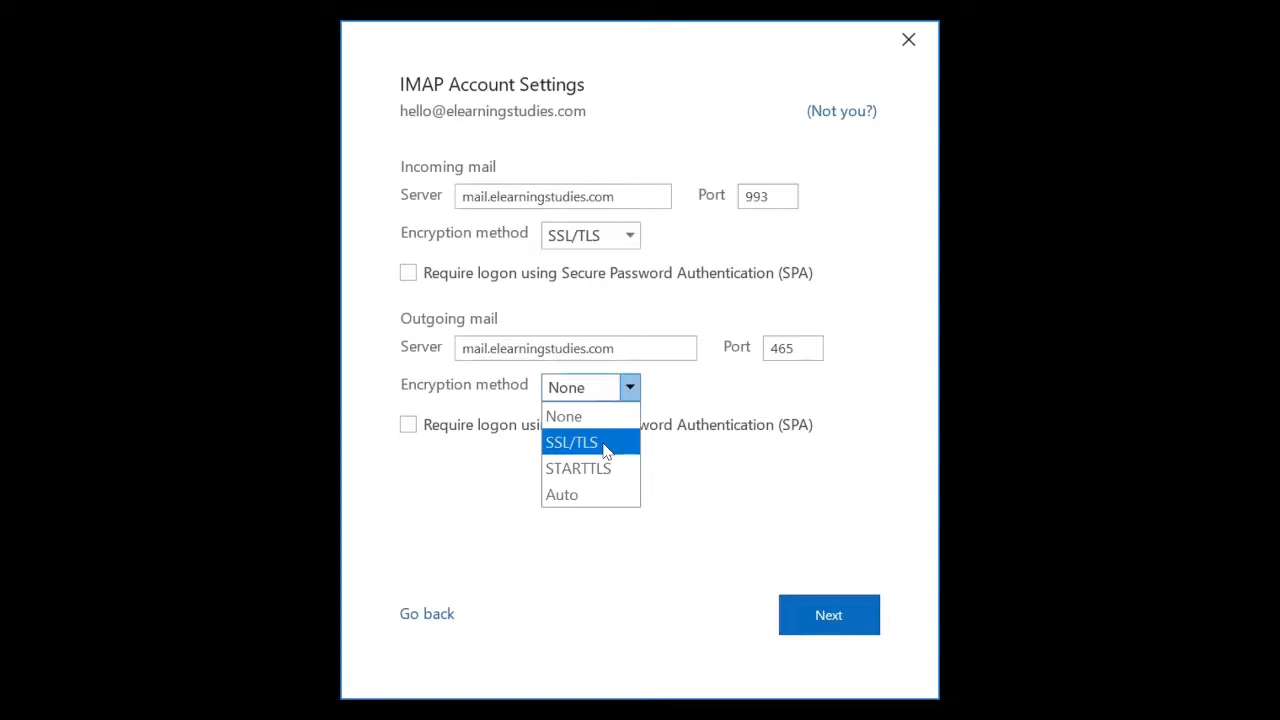 IMAP Account Settings
hello@elearningstudies.com (Not you?)
Incoming mail
Server mail.elearningstudies.com Port 993
Encryption method SSL/TLS
Require logon using Secure Password Authentication (SPA)
Outgoing mail
Server mail.elearningstudies.com Port 465
Encryption method None
None
Require logon usi word Authentication (SPA)
SSL/TLS
STARTTLS
Auto
Go back Next